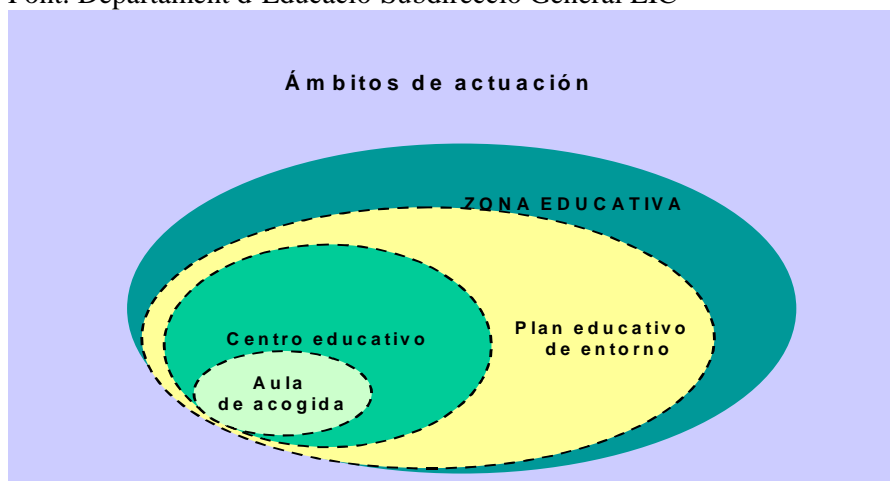 Font: Departament d'Educació Subdirecció General LIC
Ámbitos de actuación
ZONA EDUCATIVA
Plan educativo
de entorno
Centro educativo
Aula
de acogida